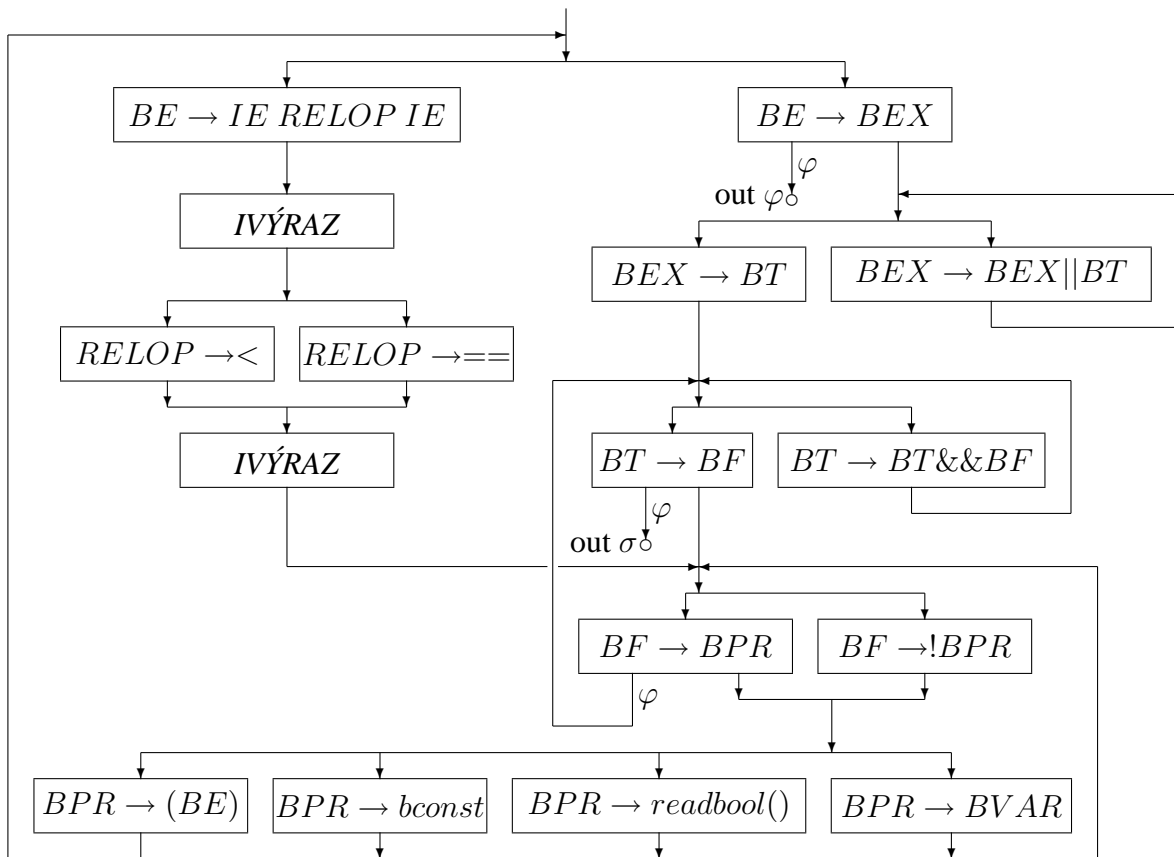 BE → IE RELOP IE
BE → BEX
φ
out φ
IVÝRAZ
BEX → BT
BEX → BEX||BT
RELOP →<
RELOP →==
IVÝRAZ
BT → BF
BT → BT&&BF
φ
out σ
BF → BPR
BF →!BPR
φ
BPR → (BE)
BPR → bconst
BPR → readbool()
BPR → BVAR